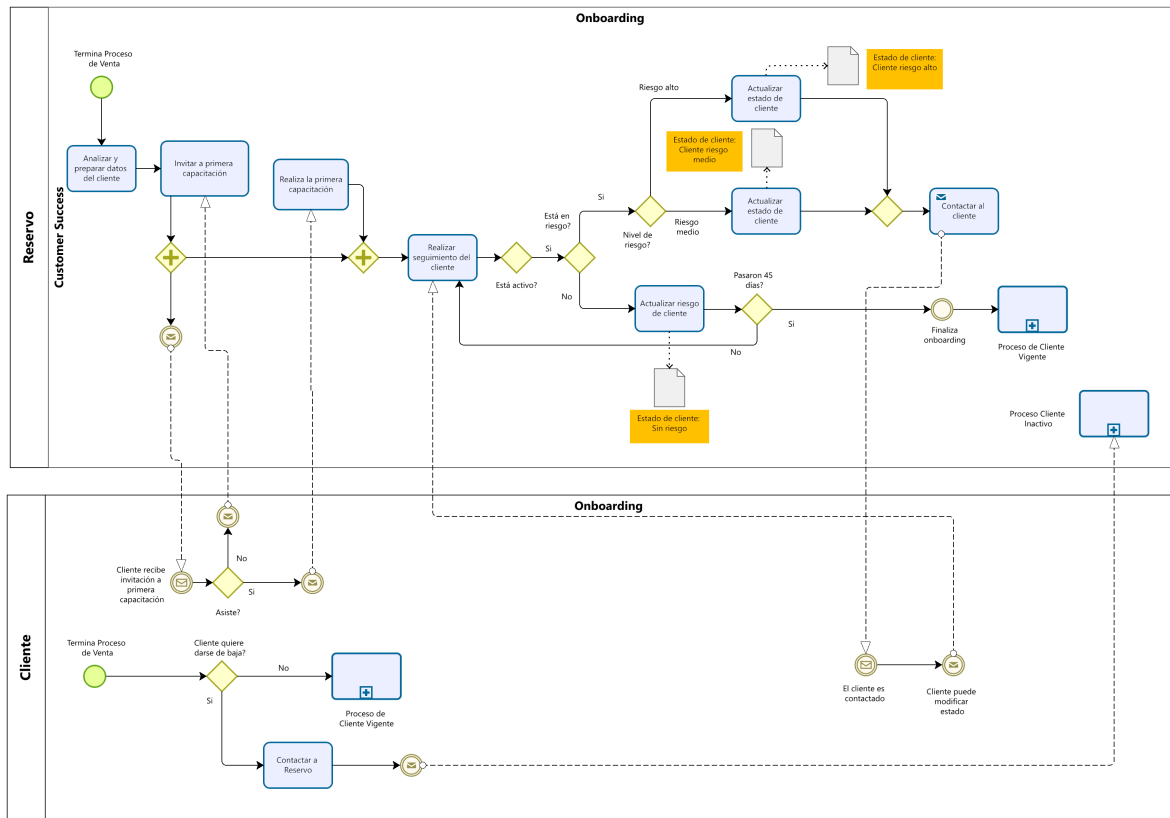 Onboarding
Reservo
Customer Success
Termina Proceso
de Venta
Analizar y
preparar datos
del cliente
Invitar a primera
capacitación
Realiza la primera
capacitación
Realizar
seguimiento del
cliente
Está activo?
Si
Está en
riesgo?
Si
No
Nivel de
riesgo?
Riesgo alto
Riesgo
medio
Actualizar
estado de
cliente
Estado de cliente:
Cliente riesgo alto
Estado de cliente:
Cliente riesgo
medio
Actualizar
estado de
cliente
Contactar al
cliente
Actualizar riesgo
de cliente
Pasaron 45
días?
Si
No
Estado de cliente:
Sin riesgo
Finaliza
onboarding
Proceso de Cliente
Vigente
Proceso Cliente
Inactivo
Onboarding
Cliente
Cliente recibe
invitación a
primera
capacitación
No
Si
Asiste?
Termina Proceso
de Venta
Cliente quiere
darse de baja?
No
Si
Proceso de
Cliente Vigente
Contactar a
Reservo
El cliente es
contactado
Cliente puede
modificar
estado